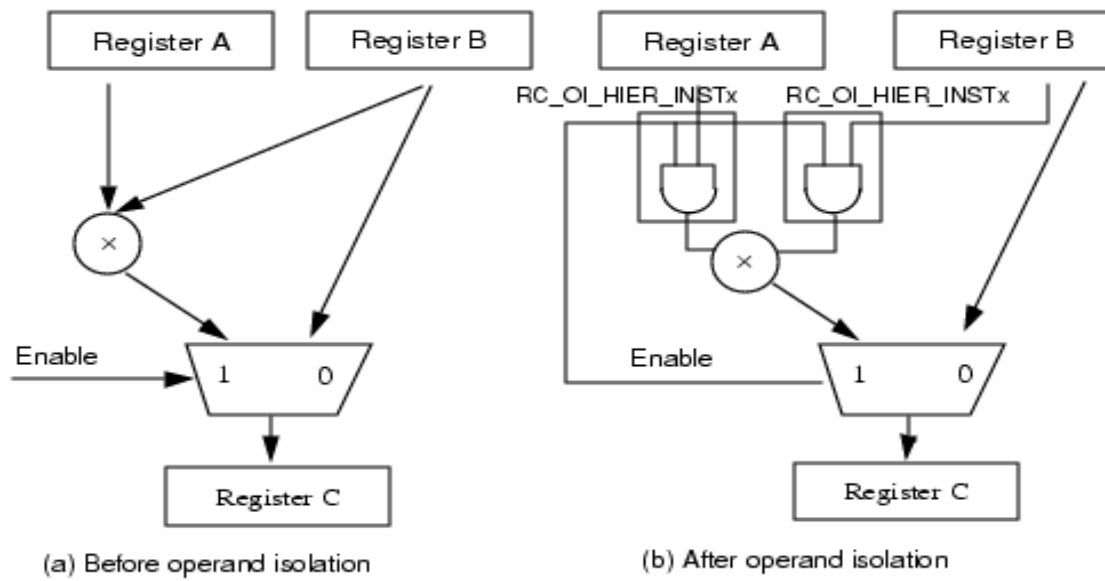 Register A
Register B
×
Enable
1
0
Register C
(a) Before operand isolation
Register A
Register B
RC_OI_HIER_INSTx
RC_OI_HIER_INSTx
×
Enable
1
0
Register C
(b) After operand isolation